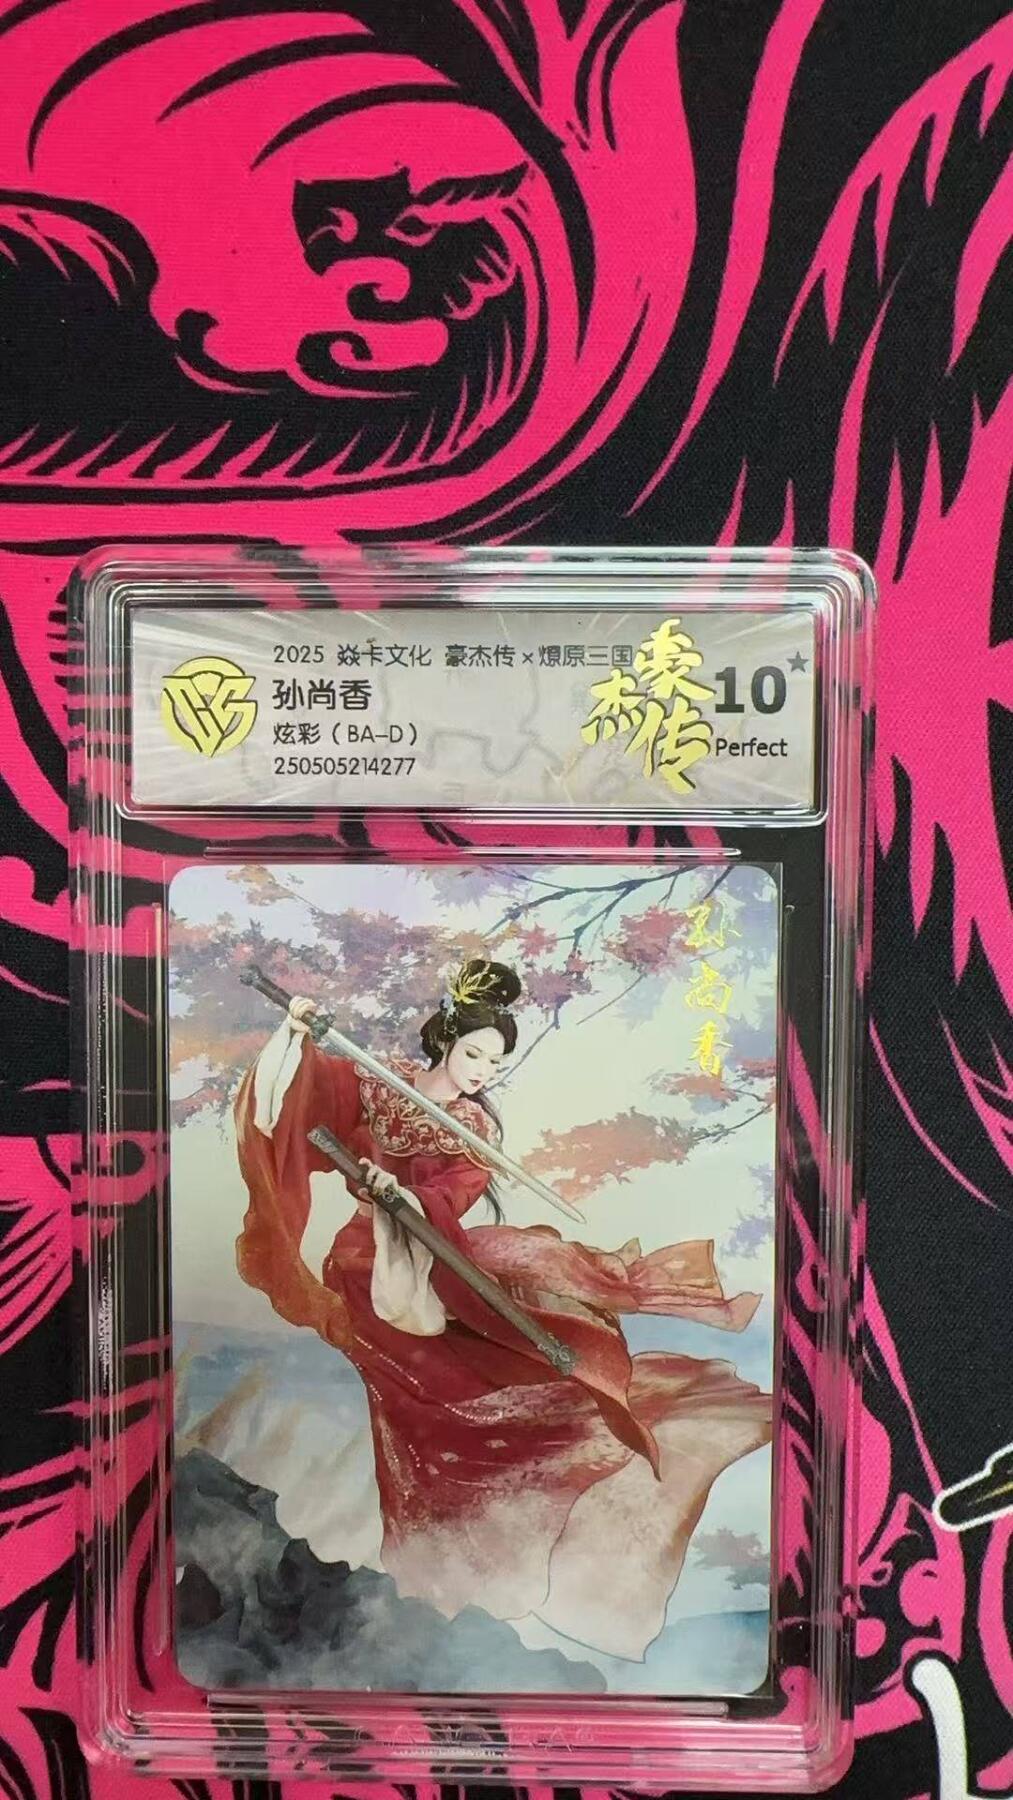 2025 焱卡文化 豪杰传×燎原三国
孙尚香
炫彩（BA-D）
250505214277
豪杰传
10★
Perfect
孙尚香